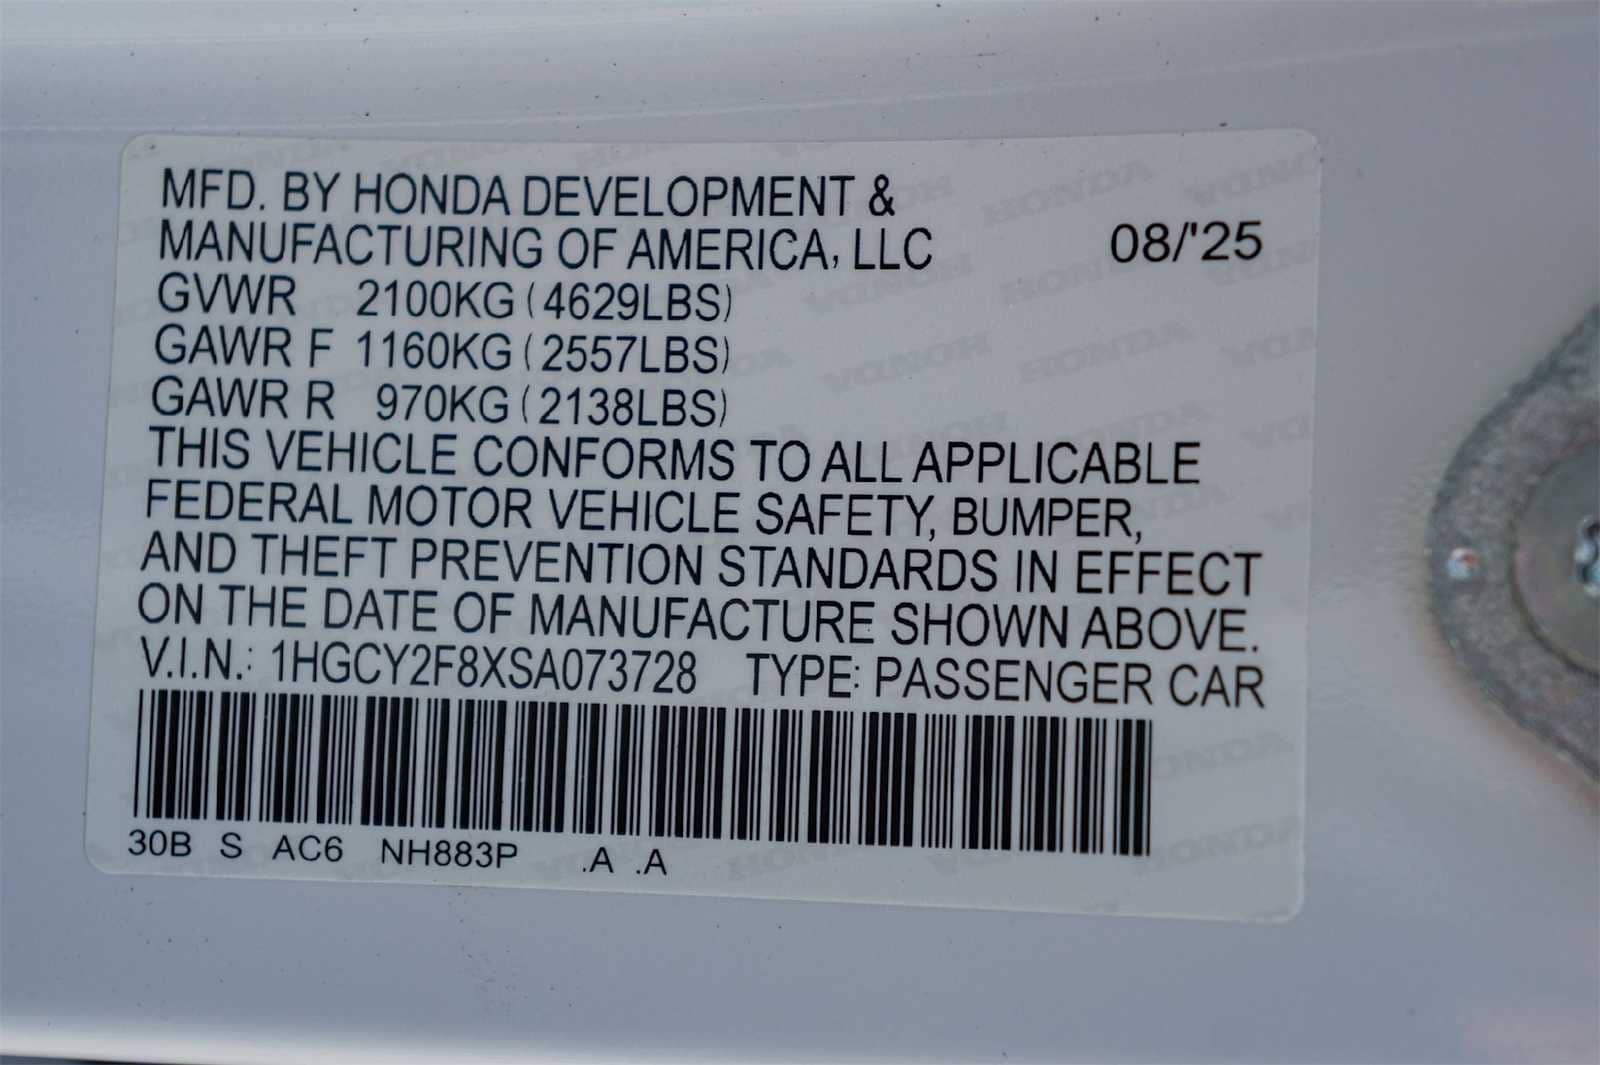 MFD. BY HONDA DEVELOPMENT &
MANUFACTURING OF AMERICA, LLC 08/'25
GVWR 2100KG (4629LBS)
GAWR F 1160KG (2557LBS)
GAWR R 970KG (2138LBS)
THIS VEHICLE CONFORMS TO ALL APPLICABLE
FEDERAL MOTOR VEHICLE SAFETY, BUMPER,
AND THEFT PREVENTION STANDARDS IN EFFECT
ON THE DATE OF MANUFACTURE SHOWN ABOVE.
V.I.N.: 1HGCY2F8XSA073728 TYPE: PASSENGER CAR
30B S AC6 NH883P .A .A